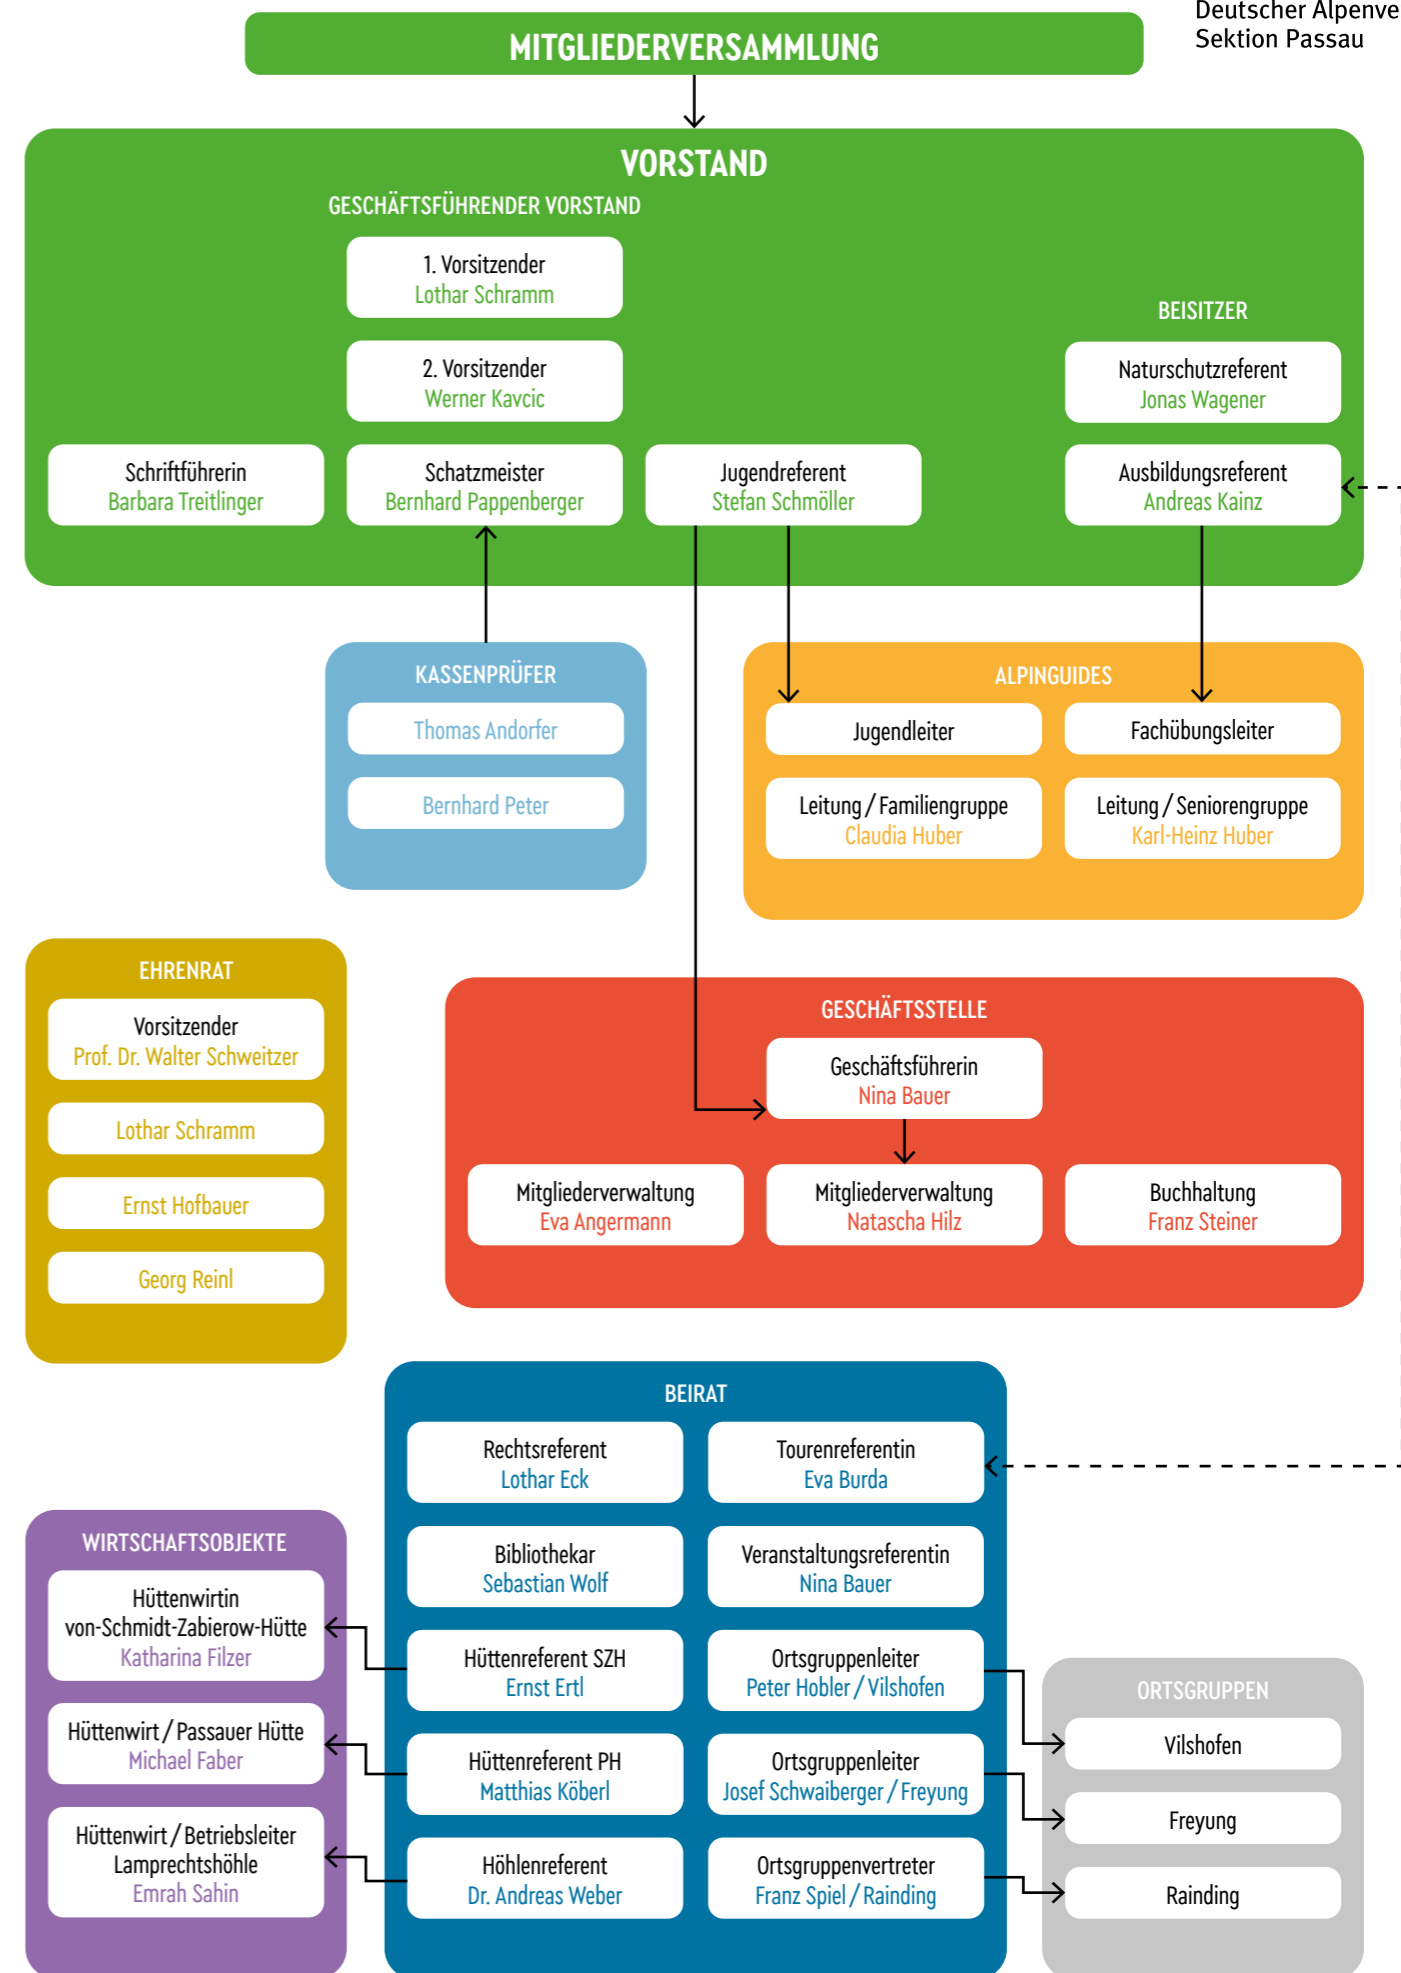 Deutscher Alpenve
Sektion Passau
MITGLIEDERVERSAMMLUNG
VORSTAND
GESCHÄFTSFÜHRENDER VORSTAND
1. Vorsitzender
Lothar Schramm
2. Vorsitzender
Werner Kavcic
Schriftführerin
Barbara Treitlinger
Schatzmeister
Bernhard Pappenberger
Jugendreferent
Stefan Schmöller
BEISITZER
Naturschutzreferent
Jonas Wagener
Ausbildungsreferent
Andreas Kainz
KASSENPRÜFER
Thomas Andorfer
Bernhard Peter
ALPINGUIDES
Jugendleiter
Fachübungsleiter
Leitung / Familiengruppe
Claudia Huber
Leitung / Seniorengruppe
Karl-Heinz Huber
EHRENRAT
Vorsitzender
Prof. Dr. Walter Schweitzer
Lothar Schramm
Ernst Hofbauer
Georg Reinl
GESCHÄFTSSTELLE
Geschäftsführerin
Nina Bauer
Mitgliederverwaltung
Eva Angermann
Mitgliederverwaltung
Natascha Hilz
Buchhaltung
Franz Steiner
BEIRAT
Rechtsreferent
Lothar Eck
Tourenreferentin
Eva Burda
Bibliothekar
Sebastian Wolf
Veranstaltungsreferentin
Nina Bauer
Hüttenreferent SZH
Ernst Ertl
Ortsgruppenleiter
Peter Hobler / Vilshofen
Hüttenreferent PH
Matthias Köberl
Ortsgruppenleiter
Josef Schwaiberger / Freyung
Höhlenreferent
Dr. Andreas Weber
Ortsgruppenvertreter
Franz Spiel / Rainding
WIRTSCHAFTSOBJEKTE
Hüttenwirtin
von-Schmidt-Zabierow-Hütte
Katharina Filzer
Hüttenwirt / Passauer Hütte
Michael Faber
Hüttenwirt / Betriebsleiter
Lamprechtshöhle
Emrah Sahin
ORTSGRUPPEN
Vilshofen
Freyung
Rainding